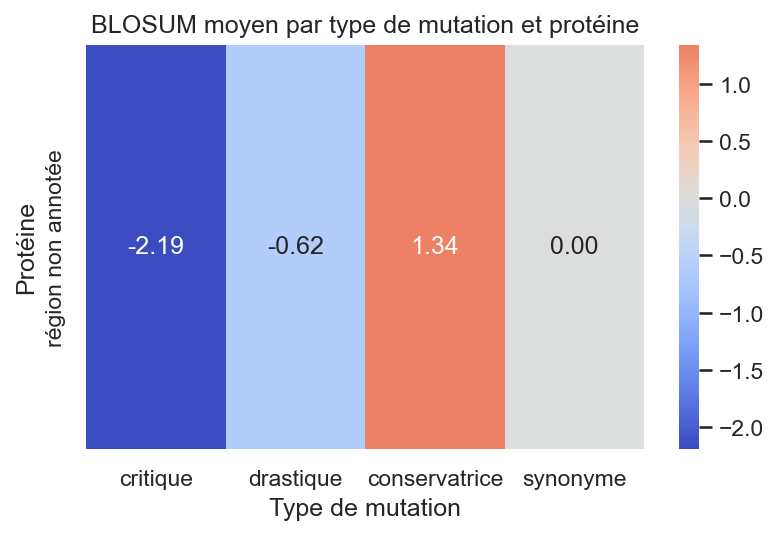 BLOSUM moyen par type de mutation et protéine
Protéine
région non annotée
-2.19
-0.62
1.34
0.00
critique
drastique
conservatrice
synonyme
Type de mutation
1.0
0.5
0.0
−0.5
−1.0
−1.5
−2.0